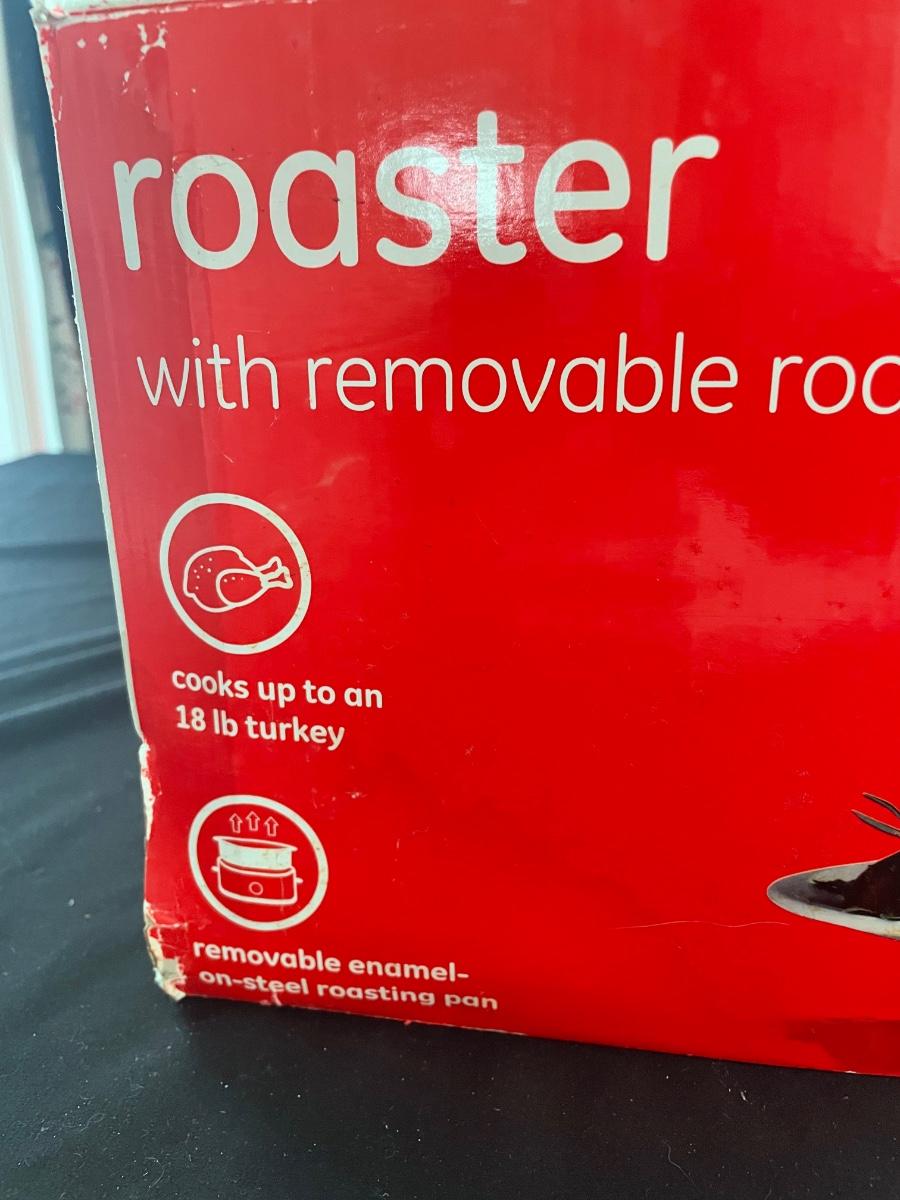 roaster
with removable roa
cooks up to an
18 lb turkey
removable enamel-
on-steel roasting pan